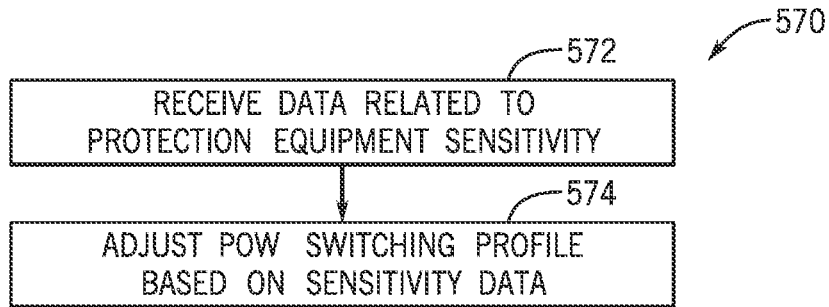 570
572
RECEIVE DATA RELATED TO
PROTECTION EQUIPMENT SENSITIVITY
574
ADJUST POW SWITCHING PROFILE
BASED ON SENSITIVITY DATA